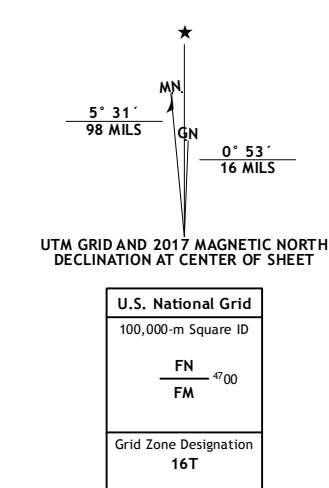 ★
MN.
5° 31´
98 MILS
GN
0° 53´
16 MILS
UTM GRID AND 2017 MAGNETIC NORTH
DECLINATION AT CENTER OF SHEET
U.S. National Grid
100,000-m Square ID
FN
4700
FM
Grid Zone Designation
16T